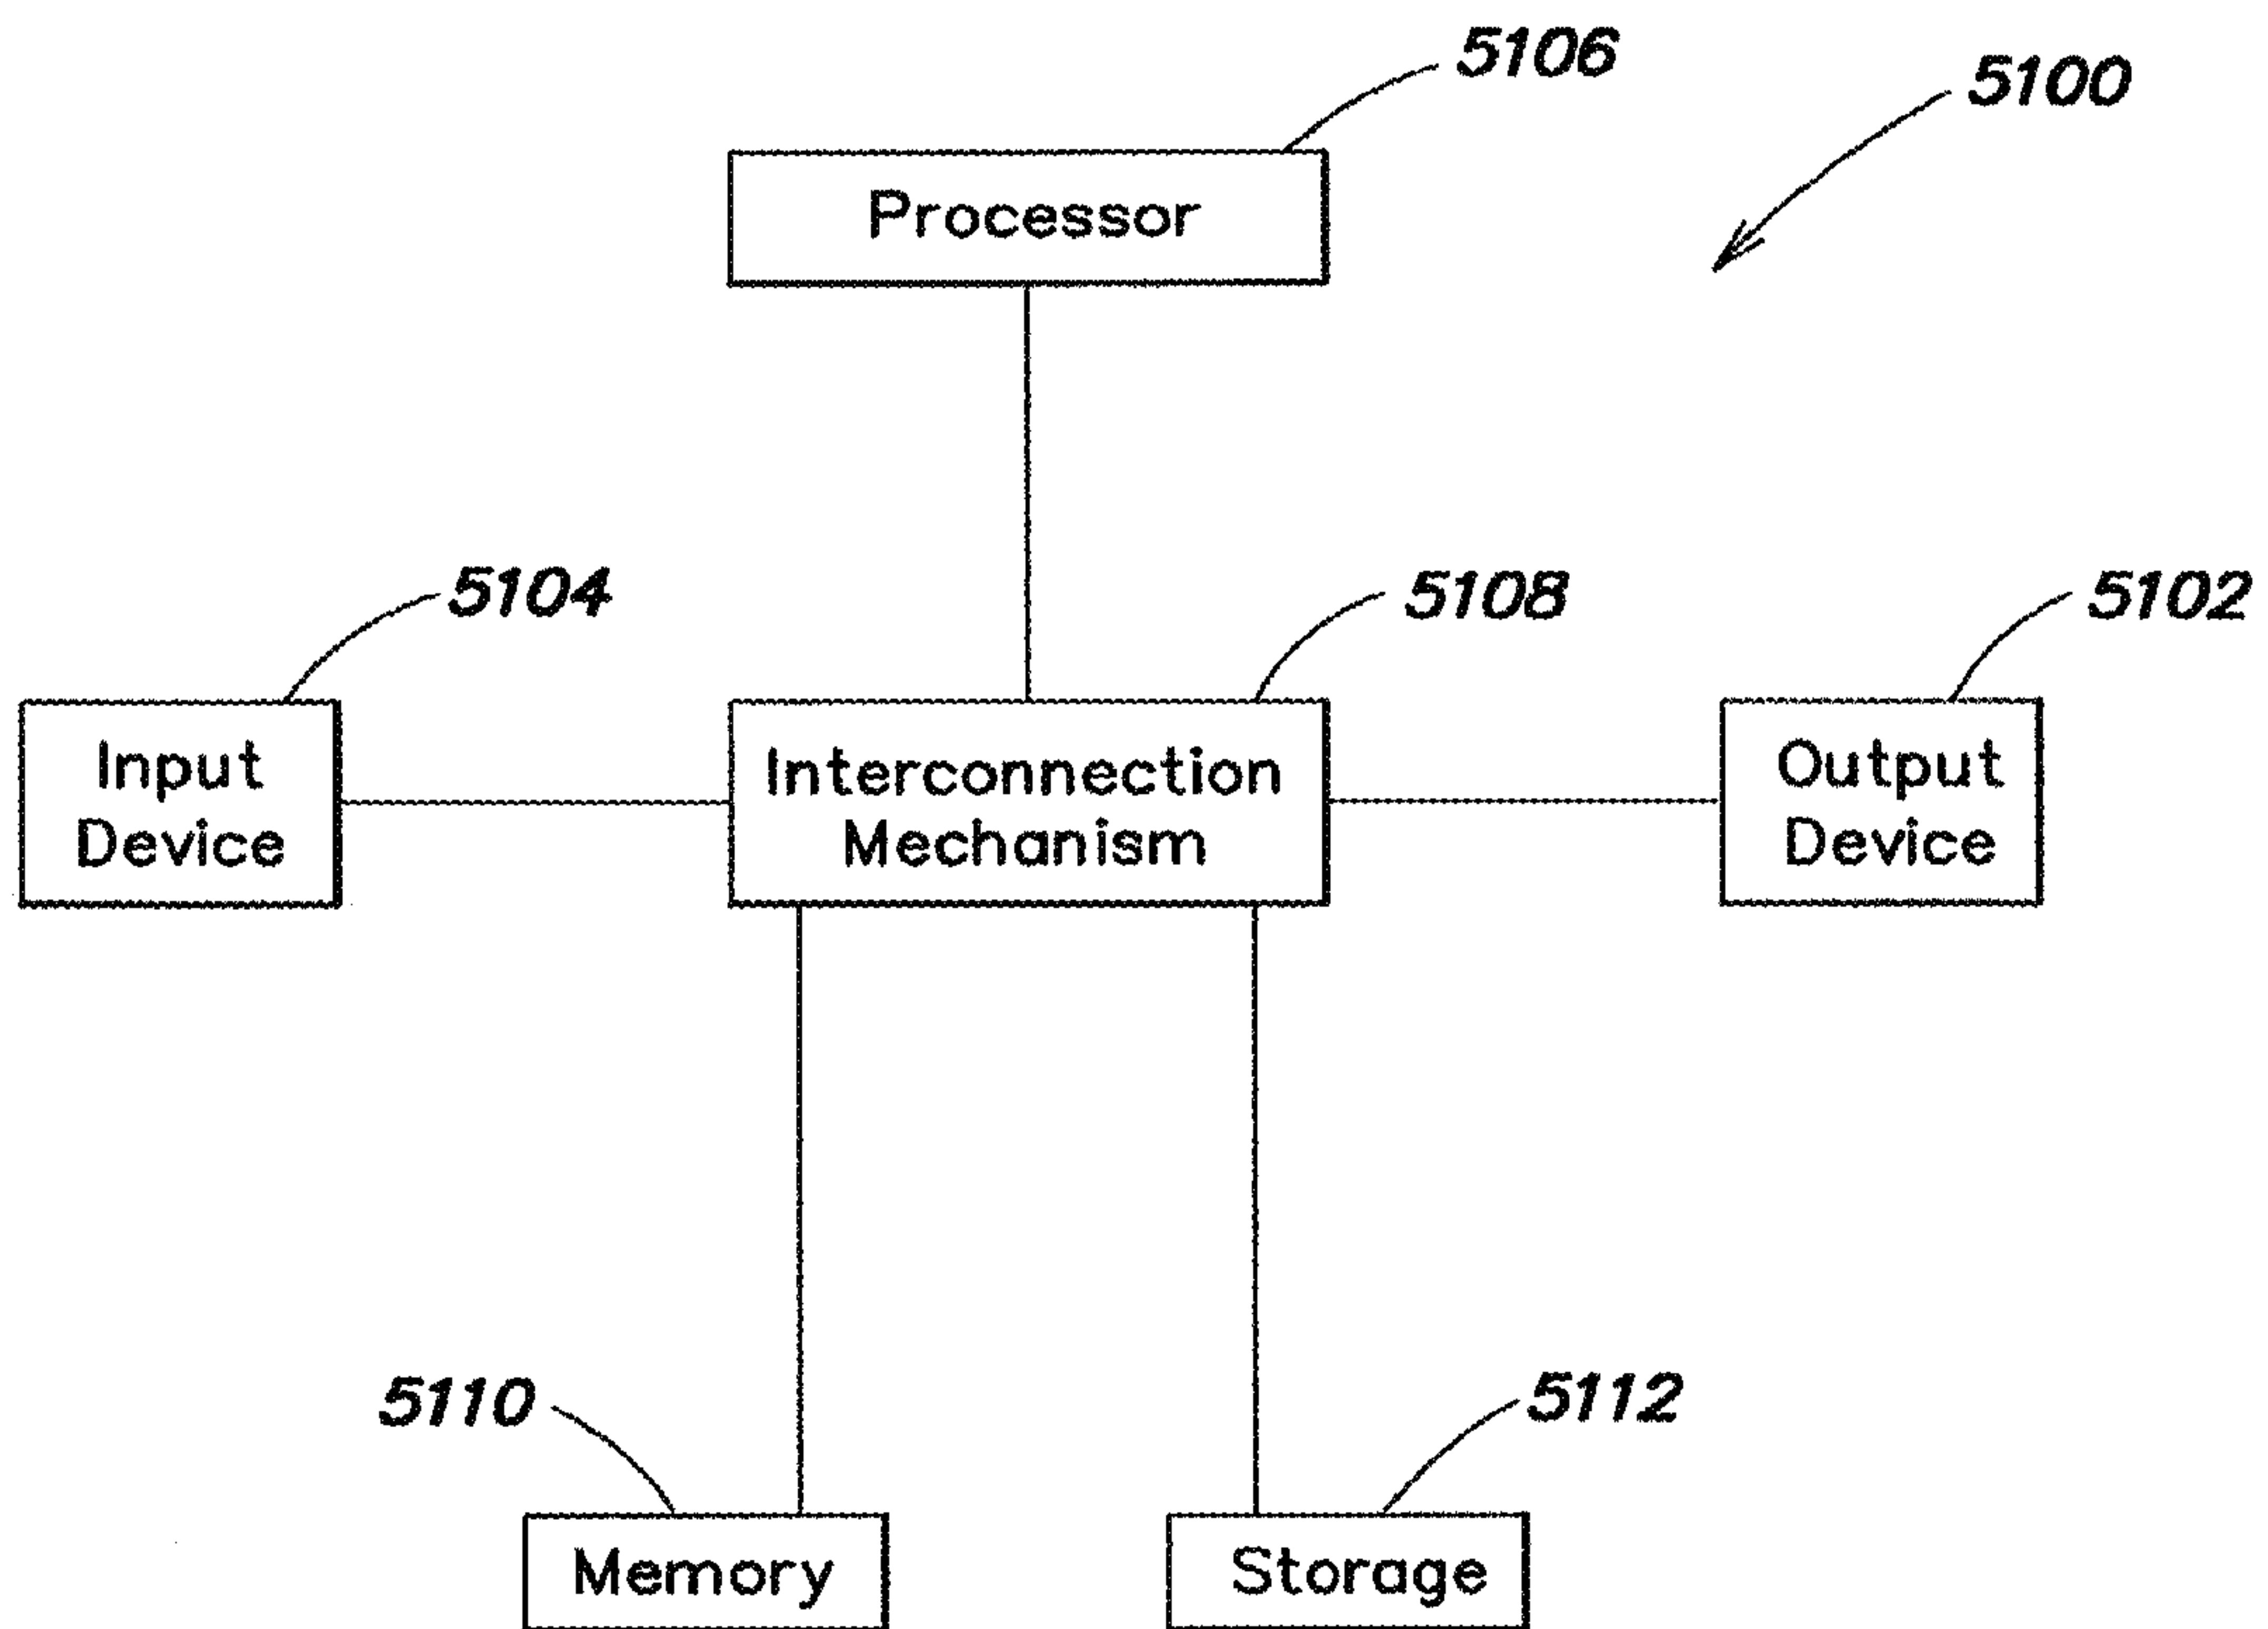 5106
5100
Processor
5104
5108
5102
Input
Device
Interconnection
Mechanism
Output
Device
5110
5112
Memory
Storage